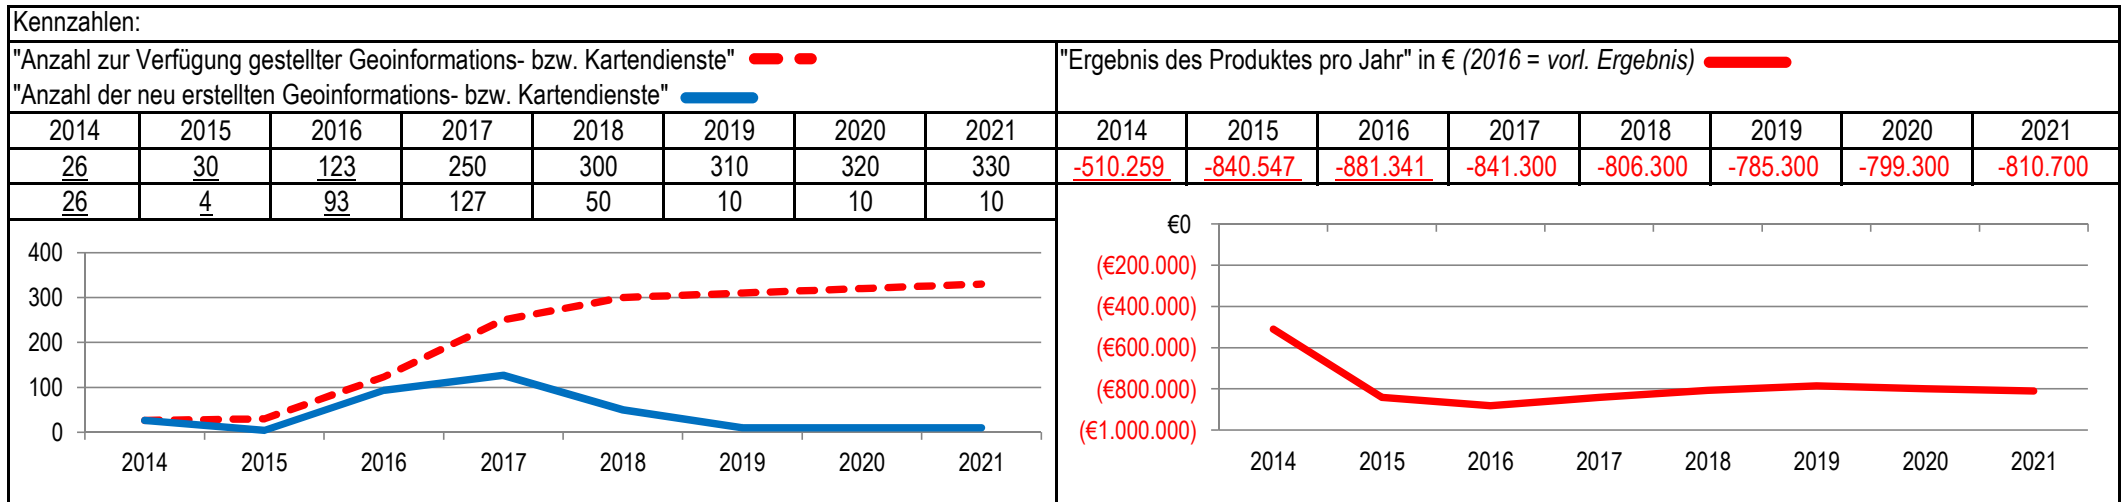 Kennzahlen:
"Anzahl zur Verfügung gestellter Geoinformations- bzw. Kartendienste"
"Anzahl der neu erstellten Geoinformations- bzw. Kartendienste"
2014 2015 2016 2017 2018 2019 2020 2021
26 30 123 250 300 310 320 330
26 4 93 127 50 10 10 10
400
300
200
100
0
2014 2015 2016 2017 2018 2019 2020 2021
"Ergebnis des Produktes pro Jahr" in € (2016 = vorl. Ergebnis)
2014 2015 2016 2017 2018 2019 2020 2021
-510.259 -840.547 -881.341 -841.300 -806.300 -785.300 -799.300 -810.700
€0
(€200.000)
(€400.000)
(€600.000)
(€800.000)
(€1.000.000)
2014 2015 2016 2017 2018 2019 2020 2021